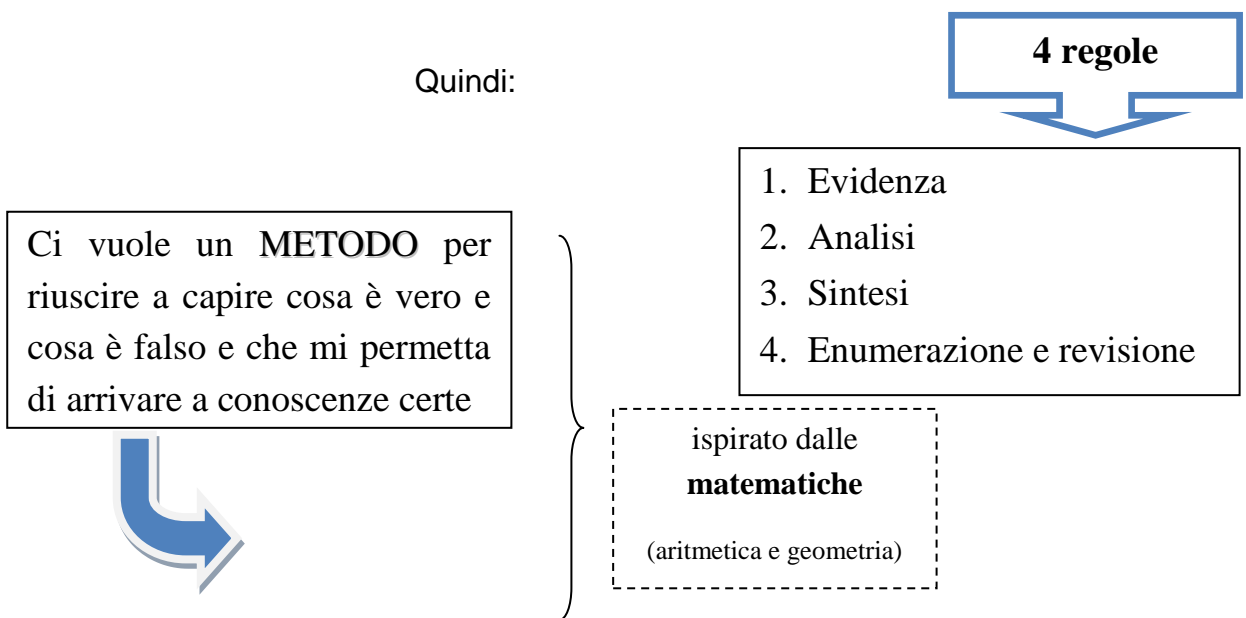 Quindi:
4 regole
1. Evidenza
2. Analisi
3. Sintesi
4. Enumerazione e revisione
Ci vuole un METODO per
riuscire a capire cosa è vero e
cosa è falso e che mi permetta
di arrivare a conoscenze certe
ispirato dalle
matematiche
(aritmetica e geometria)